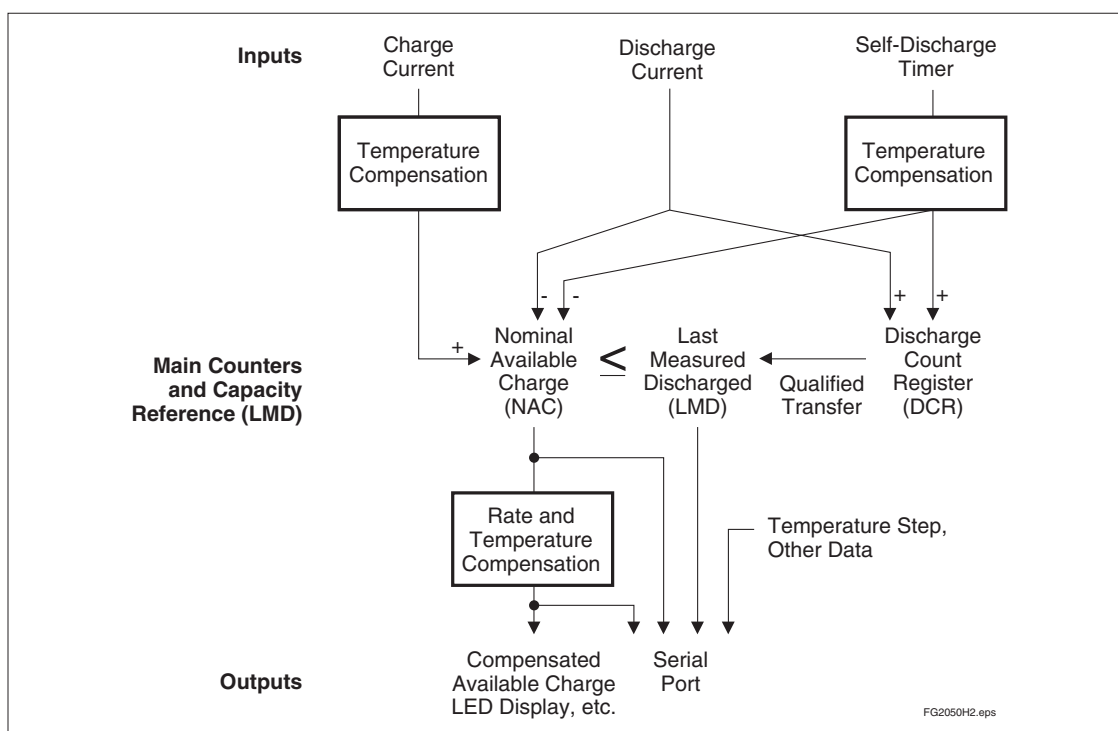 Inputs
Charge
Current
Discharge
Current
Self-Discharge
Timer
Temperature
Compensation
Temperature
Compensation
- -
+ +
+
Main Counters
and Capacity
Reference (LMD)
Nominal
Available
Charge
(NAC)
≤
Last
Measured
Discharged
(LMD)
Qualified
Transfer
Discharge
Count
Register
(DCR)
Rate and
Temperature
Compensation
Temperature Step,
Other Data
Outputs
Compensated
Available Charge
LED Display, etc.
Serial
Port
FG2050H2.eps